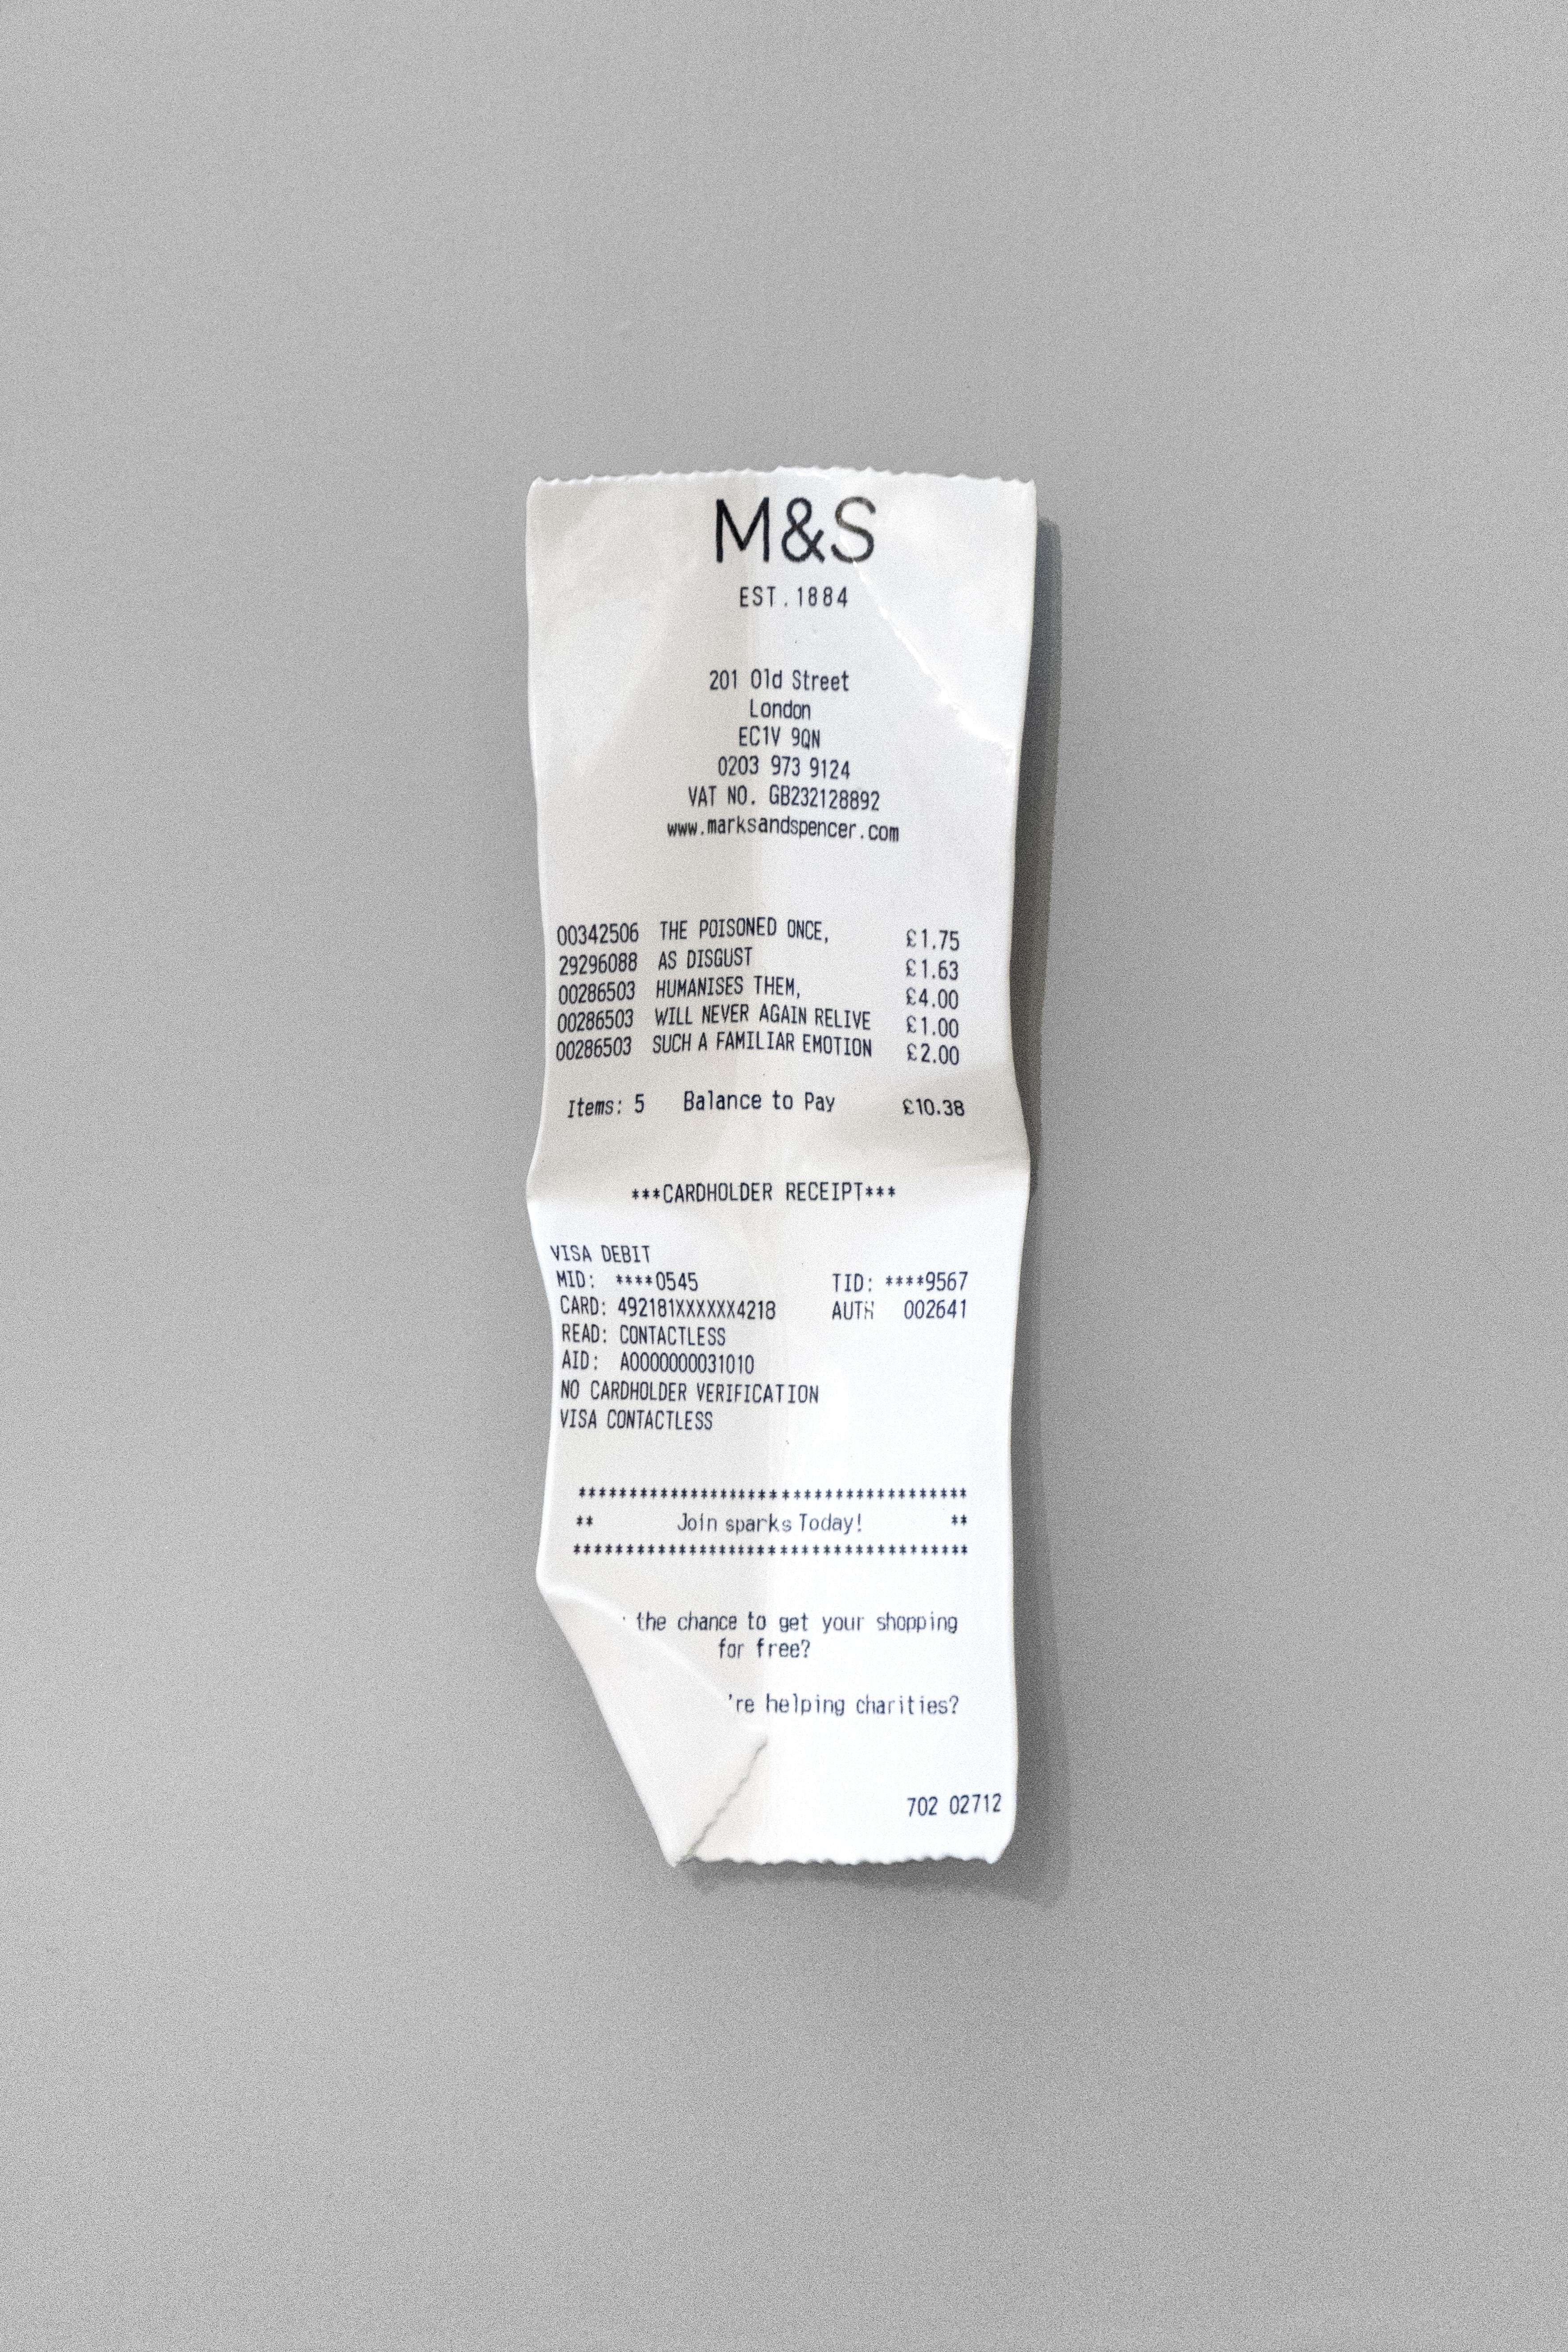 M&S
EST.1884
201 Old Street
London
EC1V 9QN
0203 973 9124
VAT NO. GB232128892
www.marksandspencer.com
00342506 THE POISONED ONCE, £1.75
29296088 AS DISGUST £1.63
00286503 HUMANISES THEM, £4.00
00286503 WILL NEVER AGAIN RELIVE £1.00
00286503 SUCH A FAMILIAR EMOTION £2.00
Items: 5 Balance to Pay £10.38
***CARDHOLDER RECEIPT***
VISA DEBIT
MID: ****0545 TID: ****9567
CARD: 492181XXXXXX4218 AUTH 002641
READ: CONTACTLESS
AID: A0000000031010
NO CARDHOLDER VERIFICATION
VISA CONTACTLESS
***************************************
** Join sparks Today! **
***************************************
the chance to get your shopping
for free?
're helping charities?
702 02712